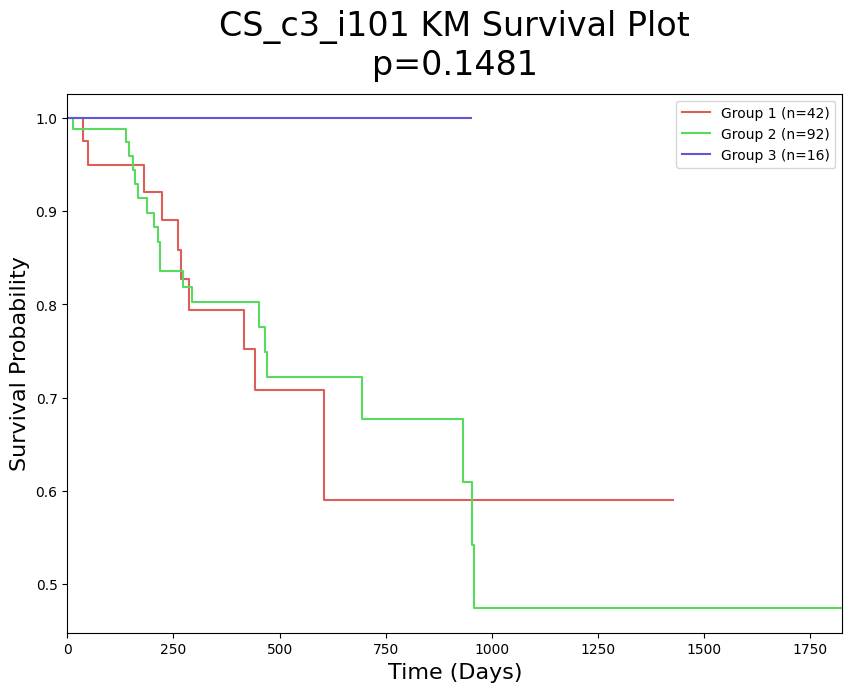 CS_c3_i101 KM Survival Plot
p=0.1481
Group 1 (n=42)
Group 2 (n=92)
Group 3 (n=16)
Survival Probability
1.0
0.9
0.8
0.7
0.6
0.5
0 250 500 750 1000 1250 1500 1750
Time (Days)